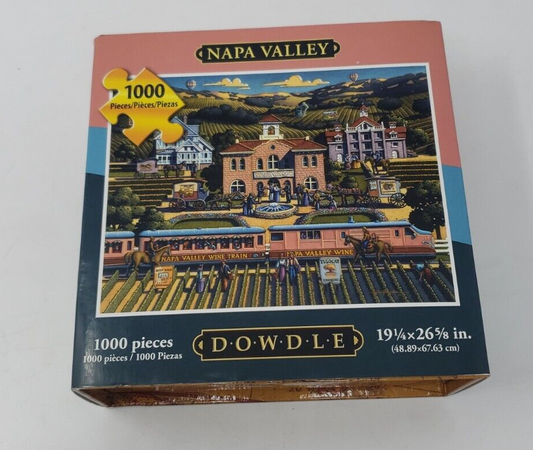 NAPA VALLEY
1000
Pieces/Pièces/Piezas
NAPA VALLEY WINE TRAIN
NAPA VALLEY WINE
1000 pieces
1000 pièces / 1000 Piezas
D·O·W·D·L·E
19¼×26⅝ in.
(48.89×67.63 cm)